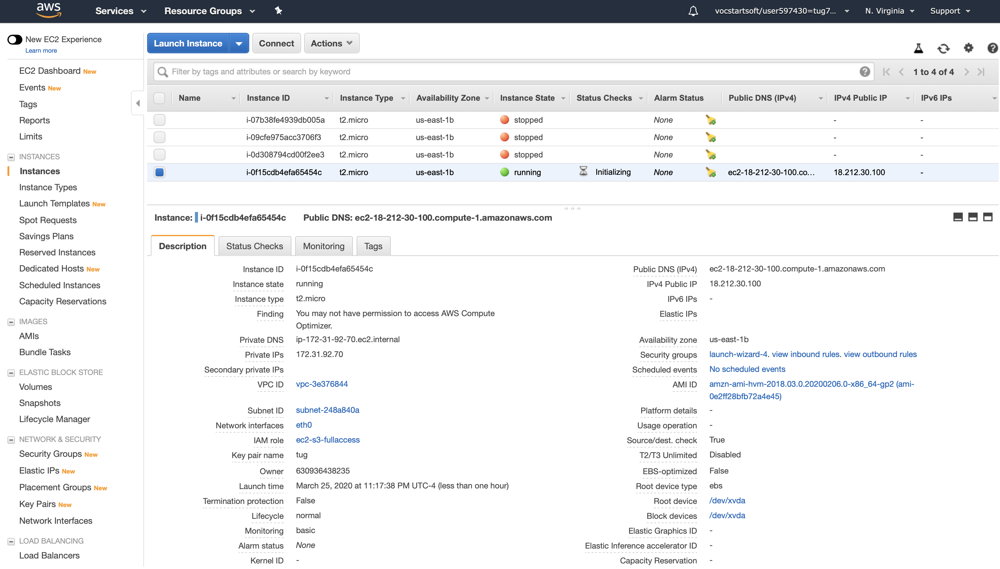 aws Services Resource Groups vocstartsoft/user597430=tug7... N. Virginia Support
New EC2 Experience
Learn more
EC2 Dashboard New
Events New
Tags
Reports
Limits
INSTANCES
Instances
Instance Types
Launch Templates New
Spot Requests
Savings Plans
Reserved Instances
Dedicated Hosts New
Scheduled Instances
Capacity Reservations
IMAGES
AMIs
Bundle Tasks
ELASTIC BLOCK STORE
Volumes
Snapshots
Lifecycle Manager
NETWORK & SECURITY
Security Groups New
Elastic IPs New
Placement Groups New
Key Pairs New
Network Interfaces
LOAD BALANCING
Load Balancers
Launch Instance Connect Actions
Filter by tags and attributes or search by keyword 1 to 4 of 4
Name Instance ID Instance Type Availability Zone Instance State Status Checks Alarm Status Public DNS (IPv4) IPv4 Public IP IPv6 IPs
i-07b38fe4939db005a t2.micro us-east-1b stopped None - -
i-09cfe975acc3706f3 t2.micro us-east-1b stopped None - -
i-0d308794cd00f2ee3 t2.micro us-east-1b stopped None - -
i-0f15cdb4efa65454c t2.micro us-east-1b running Initializing None ec2-18-212-30-100.co... 18.212.30.100 -
Instance: i-0f15cdb4efa65454c Public DNS: ec2-18-212-30-100.compute-1.amazonaws.com
Description Status Checks Monitoring Tags
Instance ID i-0f15cdb4efa65454c
Instance state running
Instance type t2.micro
Finding You may not have permission to access AWS Compute
Optimizer.
Private DNS ip-172-31-92-70.ec2.internal
Private IPs 172.31.92.70
Secondary private IPs
VPC ID vpc-3e376844
Subnet ID subnet-248a840a
Network interfaces eth0
IAM role ec2-s3-fullaccess
Key pair name tug
Owner 630936438235
Launch time March 25, 2020 at 11:17:38 PM UTC-4 (less than one hour)
Termination protection False
Lifecycle normal
Monitoring basic
Alarm status None
Kernel ID -
Public DNS (IPv4) ec2-18-212-30-100.compute-1.amazonaws.com
IPv4 Public IP 18.212.30.100
IPv6 IPs -
Elastic IPs
Availability zone us-east-1b
Security groups launch-wizard-4. view inbound rules. view outbound rules
Scheduled events No scheduled events
AMI ID amzn-ami-hvm-2018.03.0.20200206.0-x86_64-gp2 (ami-
0e2ff28bfb72a4e45)
Platform details -
Usage operation -
Source/dest. check True
T2/T3 Unlimited Disabled
EBS-optimized False
Root device type ebs
Root device /dev/xvda
Block devices /dev/xvda
Elastic Graphics ID -
Elastic Inference accelerator ID -
Capacity Reservation -